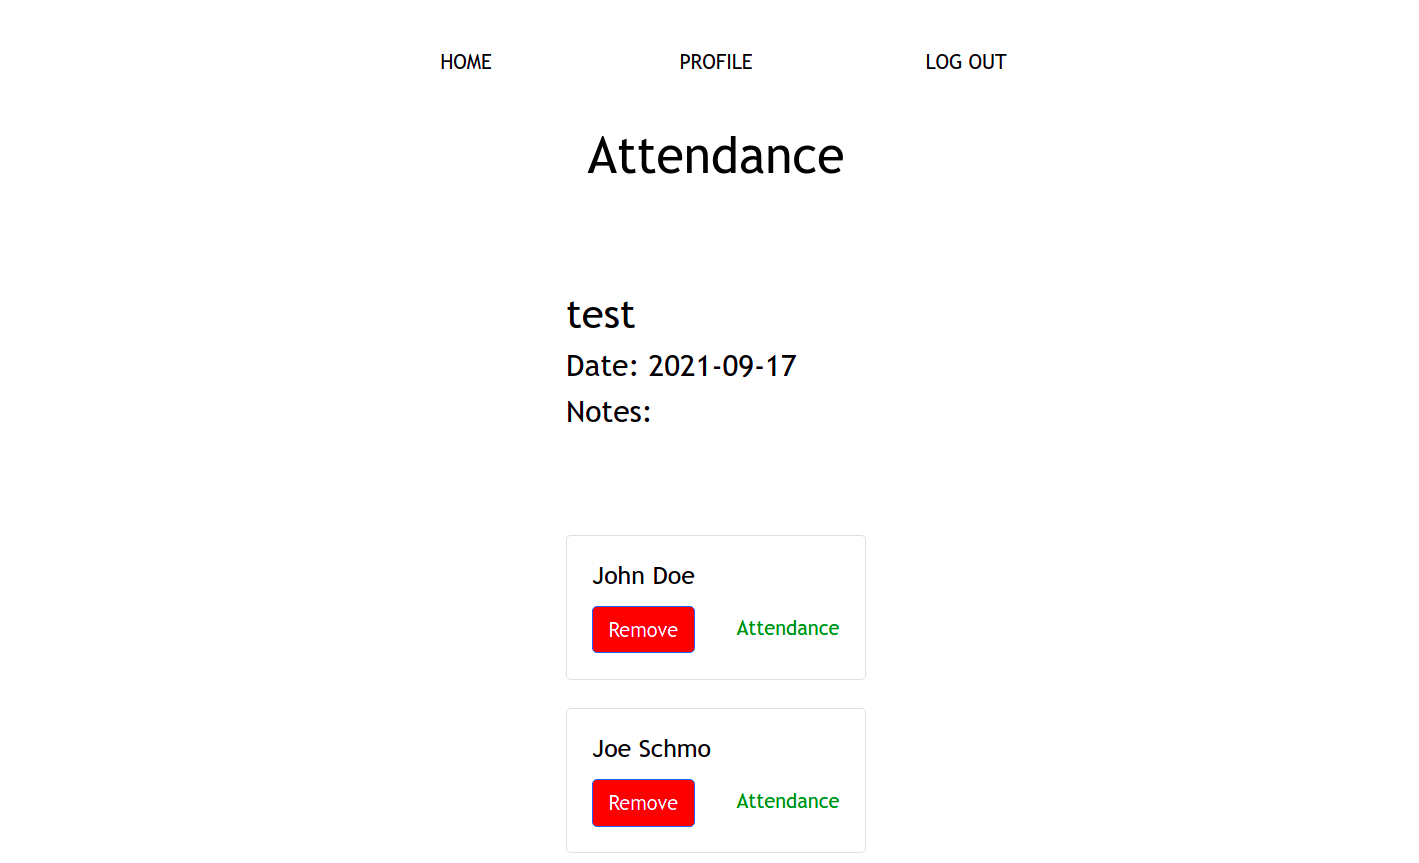 HOME PROFILE LOG OUT
Attendance
test
Date: 2021-09-17
Notes:
John Doe
Remove Attendance
Joe Schmo
Remove Attendance